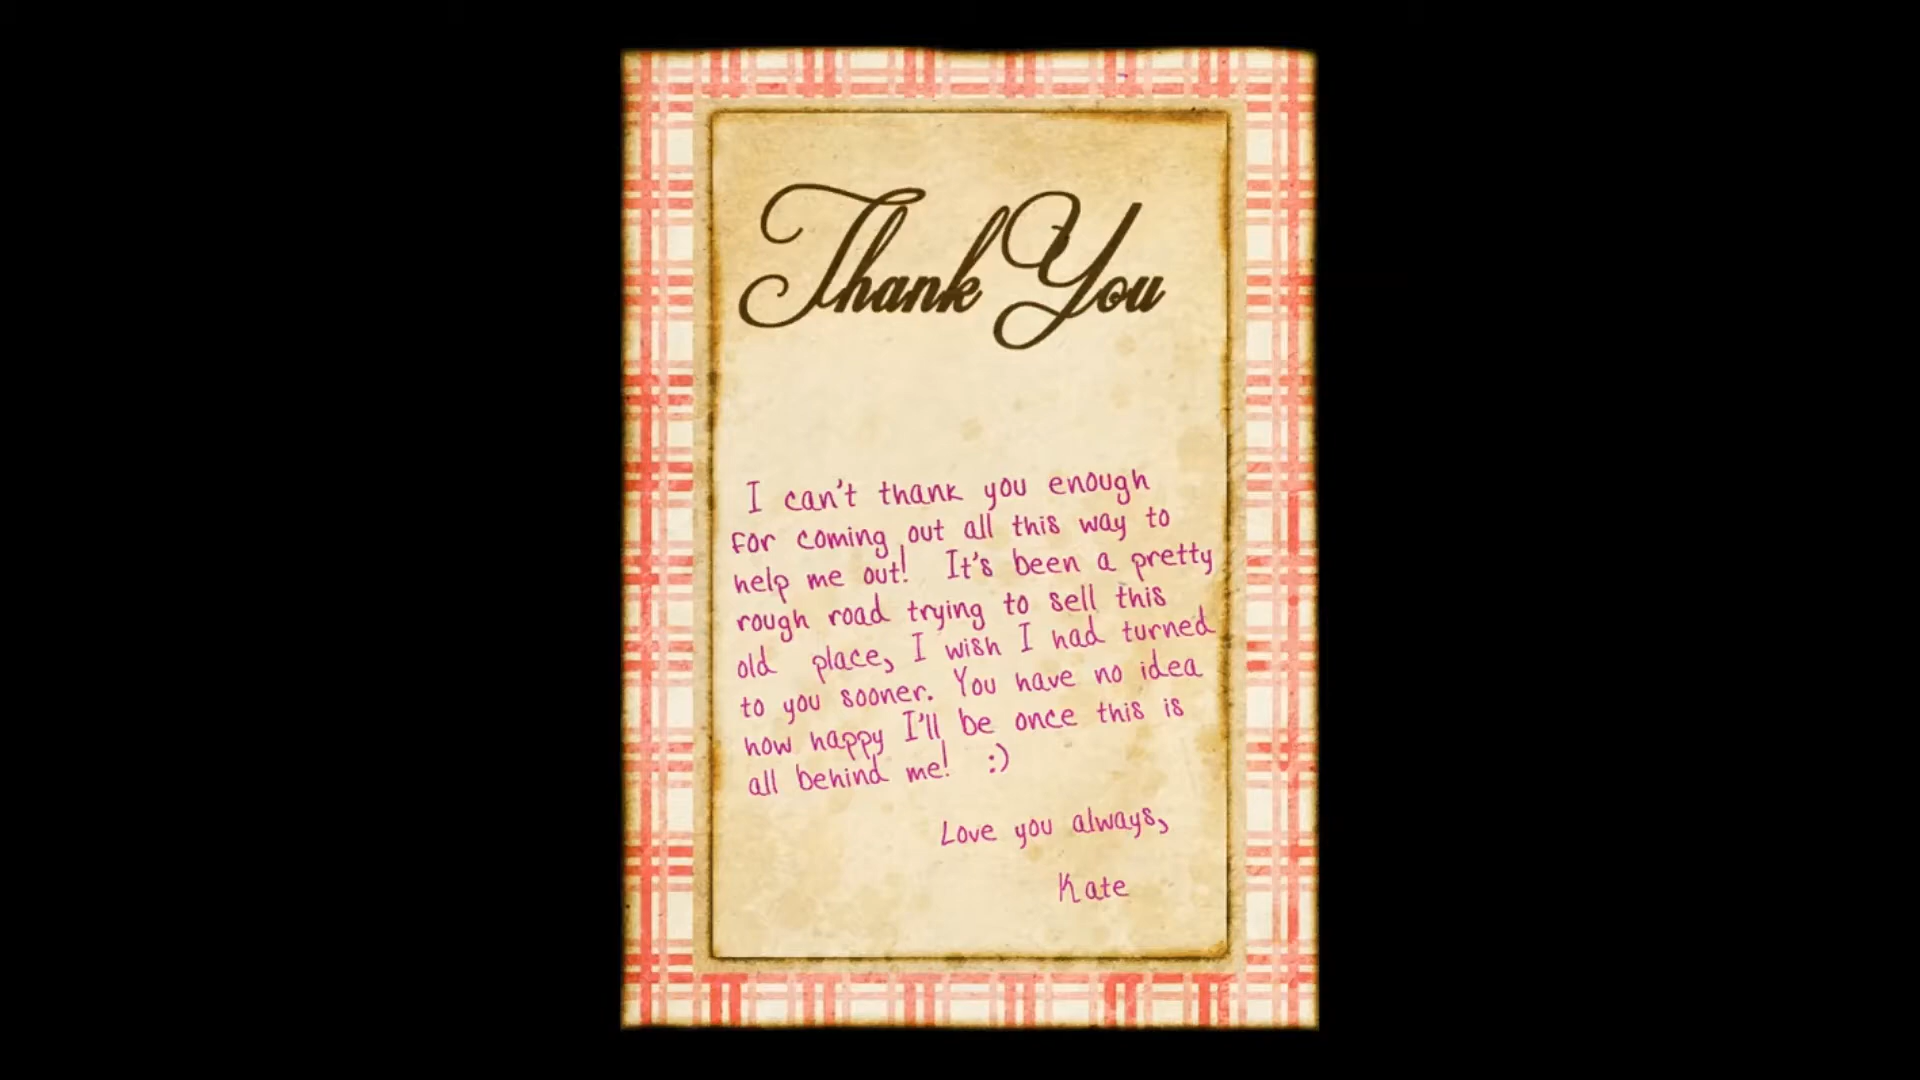 Thank You
I can't thank you enough
for coming out all this way to
help me out! It's been a pretty
rough road trying to sell this
old place, I wish I had turned
to you sooner. You have no idea
how happy I'll be once this is
all behind me! :)
Love you always,
Kate